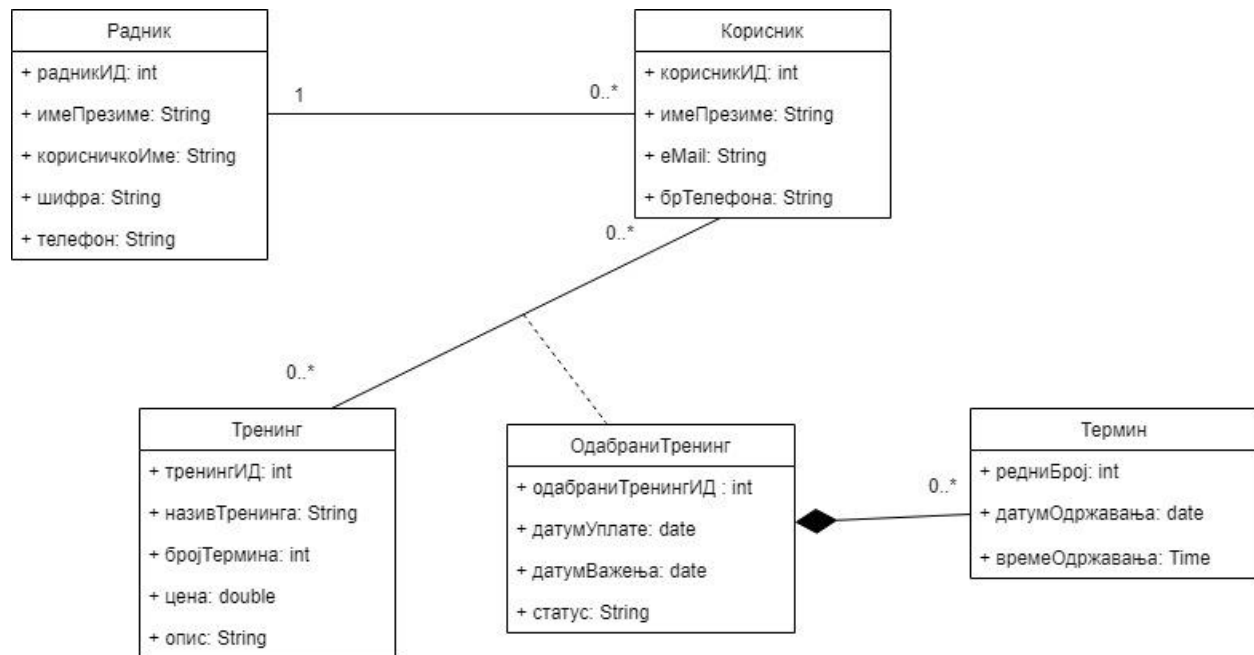 Радник
+ радникИД: int
+ имеПрезиме: String
+ корисничкоИме: String
+ шифра: String
+ телефон: String
1
0..*
Корисник
+ корисникИД: int
+ имеПрезиме: String
+ eMail: String
+ брТелефона: String
0..*
0..*
Тренинг
+ тренингИД: int
+ називТренинга: String
+ бројТермина: int
+ цена: double
+ опис: String
ОдабраниТренинг
+ одабраниТренингИД : int
+ датумУплате: date
+ датумВажења: date
+ статус: String
0..*
Термин
+ редниБрој: int
+ датумОдржавања: date
+ времеОдржавања: Time